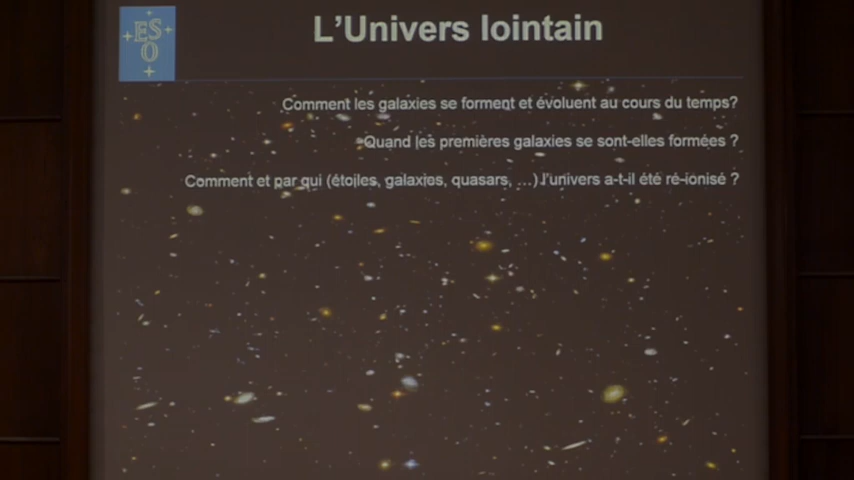 ESO
L’Univers lointain
Comment les galaxies se forment et évoluent au cours du temps?
Quand les premières galaxies se sont-elles formées ?
Comment et par qui (étoiles, galaxies, quasars, …) l’univers a-t-il été ré-ionisé ?